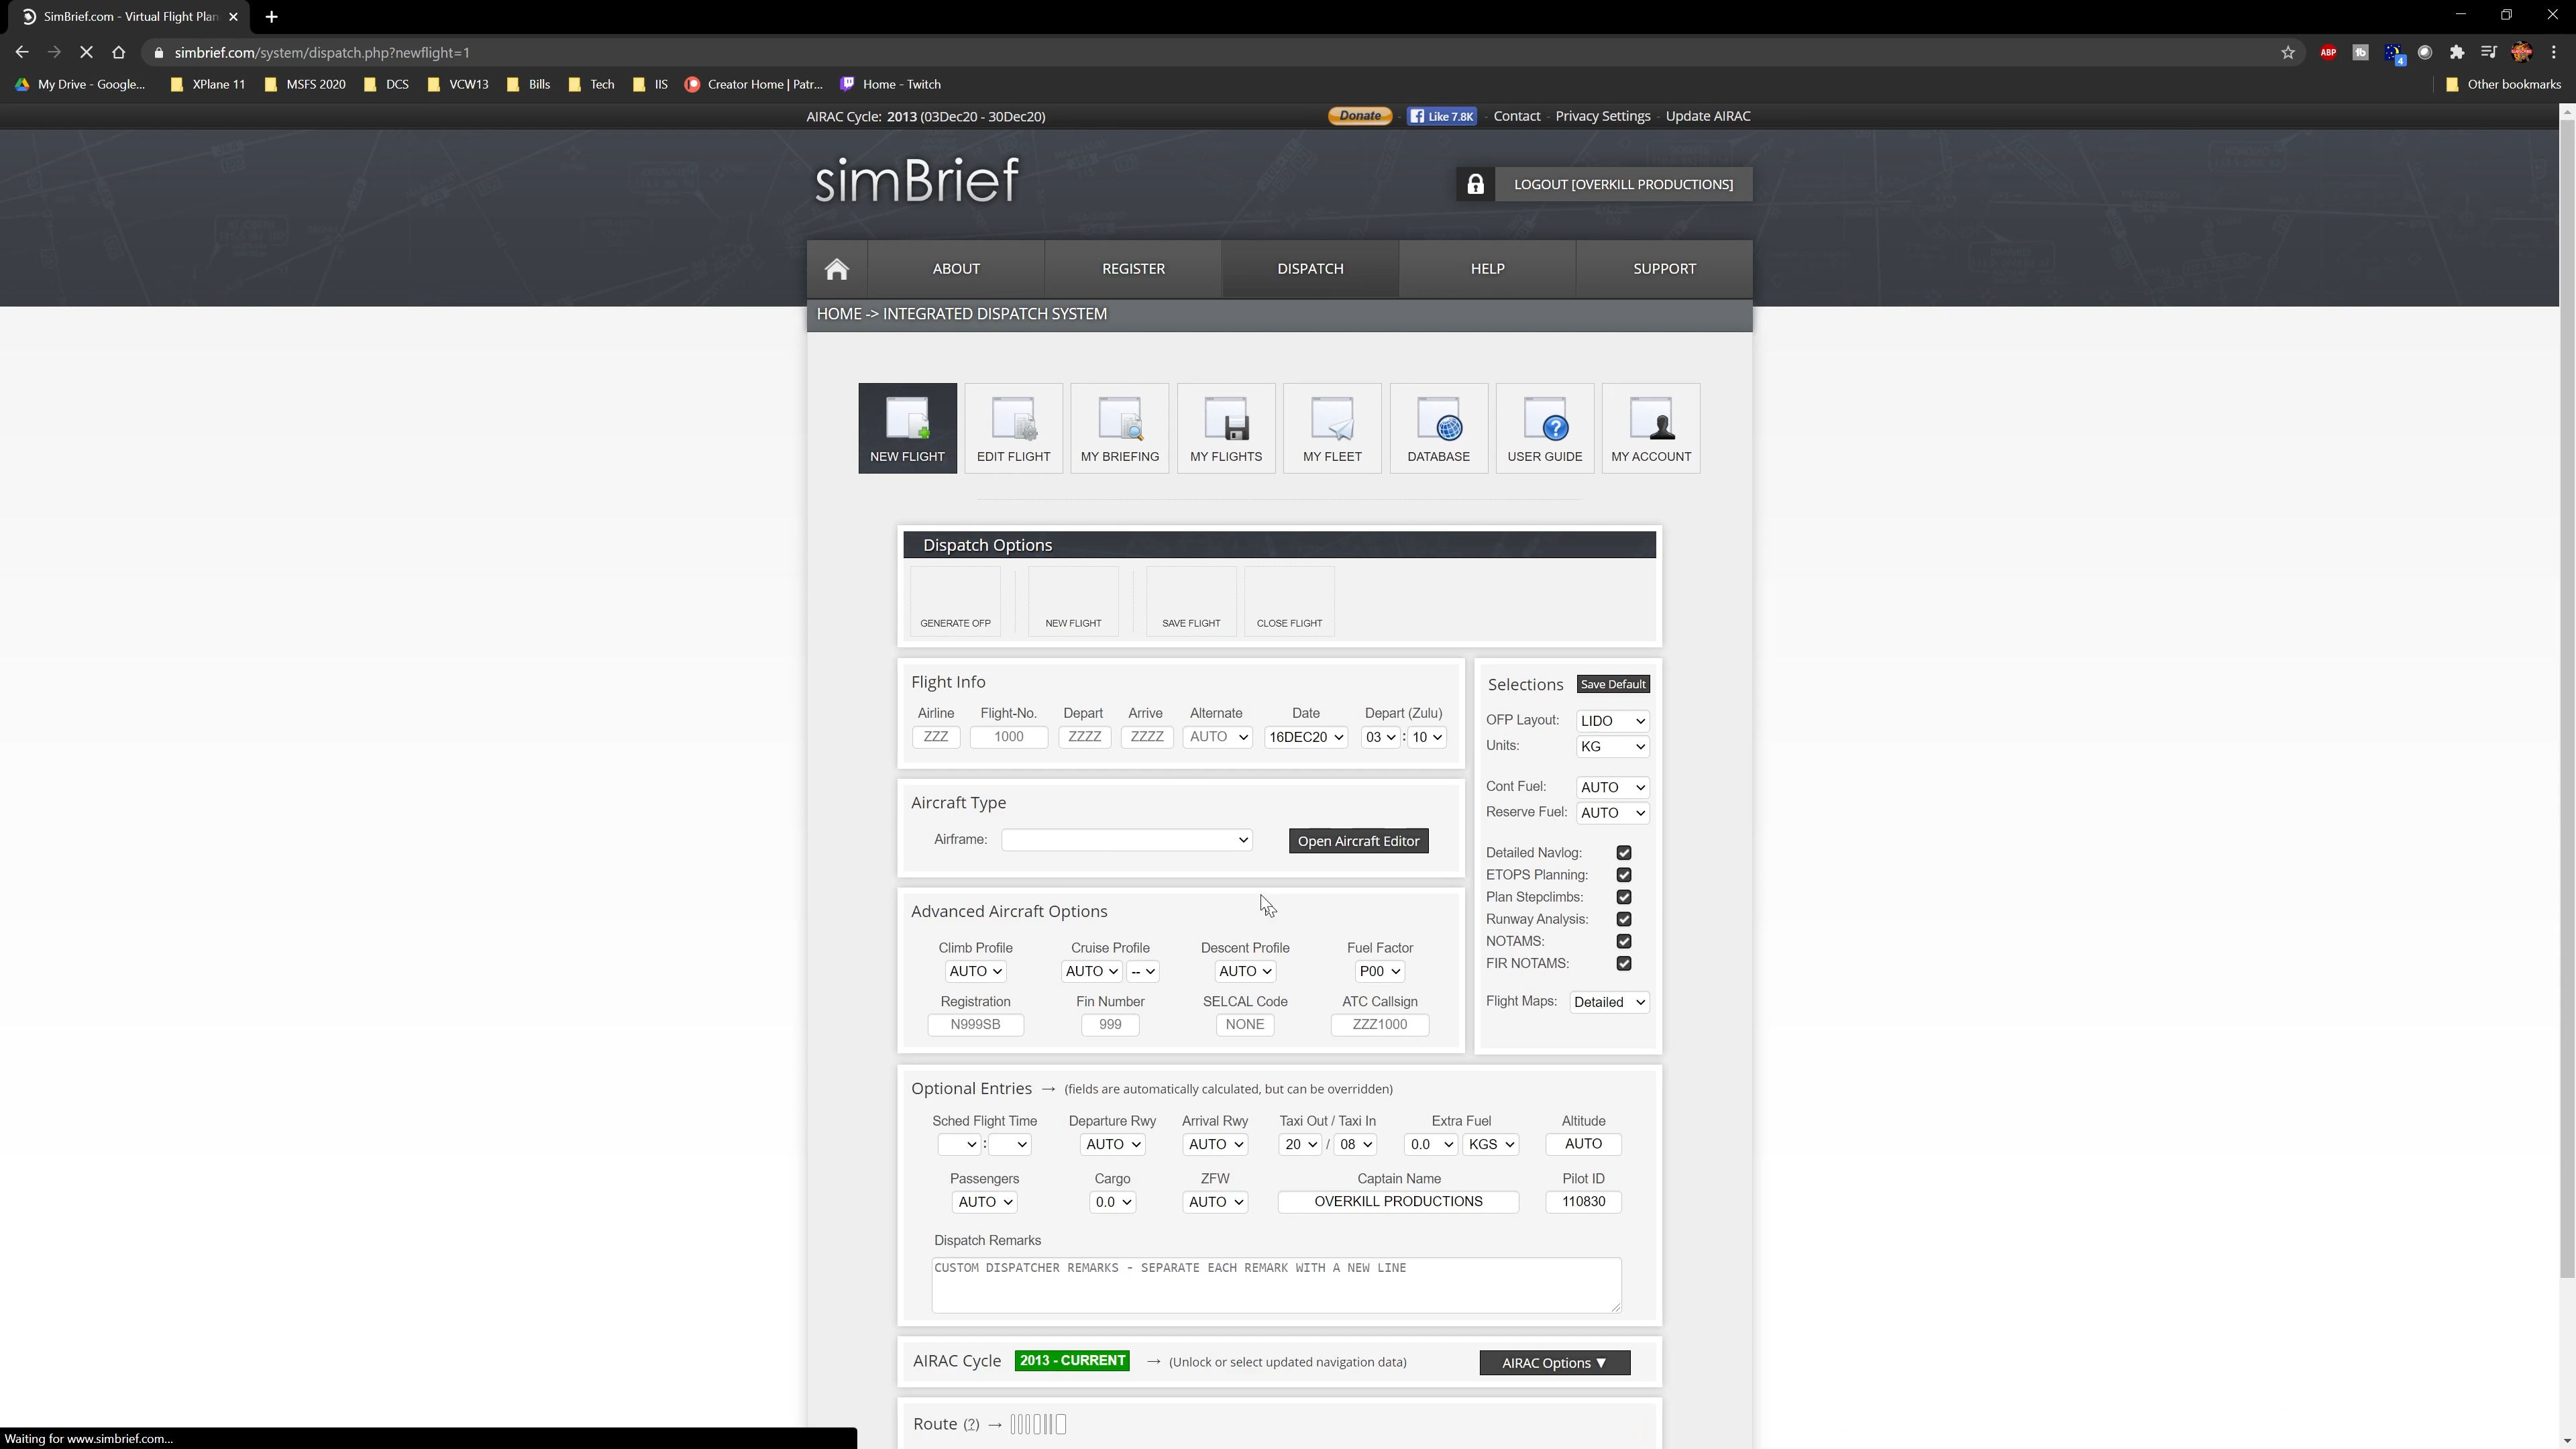 SimBrief.com - Virtual Flight Plan
simbrief.com/system/dispatch.php?newflight=1
ABP
4
My Drive - Google...
XPlane 11
MSFS 2020
DCS
VCW13
Bills
Tech
IIS
Creator Home | Patr...
Home - Twitch
Other bookmarks
AIRAC Cycle: 2013 (03Dec20 - 30Dec20)
Donate - Like 7.8K - Contact - Privacy Settings - Update AIRAC
simBrief
LOGOUT [OVERKILL PRODUCTIONS]
ABOUT
REGISTER
DISPATCH
HELP
SUPPORT
HOME -> INTEGRATED DISPATCH SYSTEM
NEW FLIGHT
EDIT FLIGHT
MY BRIEFING
MY FLIGHTS
MY FLEET
DATABASE
USER GUIDE
MY ACCOUNT
Dispatch Options
GENERATE OFP
NEW FLIGHT
SAVE FLIGHT
CLOSE FLIGHT
Flight Info
Airline Flight-No. Depart Arrive Alternate Date Depart (Zulu)
ZZZ 1000 ZZZZ ZZZZ AUTO 16DEC20 03 : 10
Aircraft Type
Airframe:
Open Aircraft Editor
Advanced Aircraft Options
Climb Profile Cruise Profile Descent Profile Fuel Factor
AUTO AUTO -- AUTO P00
Registration Fin Number SELCAL Code ATC Callsign
N999SB 999 NONE ZZZ1000
Selections Save Default
OFP Layout: LIDO
Units: KG
Cont Fuel: AUTO
Reserve Fuel: AUTO
Detailed Navlog:
ETOPS Planning:
Plan Stepclimbs:
Runway Analysis:
NOTAMS:
FIR NOTAMS:
Flight Maps: Detailed
Optional Entries → (fields are automatically calculated, but can be overridden)
Sched Flight Time Departure Rwy Arrival Rwy Taxi Out / Taxi In Extra Fuel Altitude
: AUTO AUTO 20 / 08 0.0 KGS AUTO
Passengers Cargo ZFW Captain Name Pilot ID
AUTO 0.0 AUTO OVERKILL PRODUCTIONS 110830
Dispatch Remarks
CUSTOM DISPATCHER REMARKS - SEPARATE EACH REMARK WITH A NEW LINE
AIRAC Cycle 2013 - CURRENT → (Unlock or select updated navigation data) AIRAC Options ▼
Route (?) →
Waiting for www.simbrief.com...